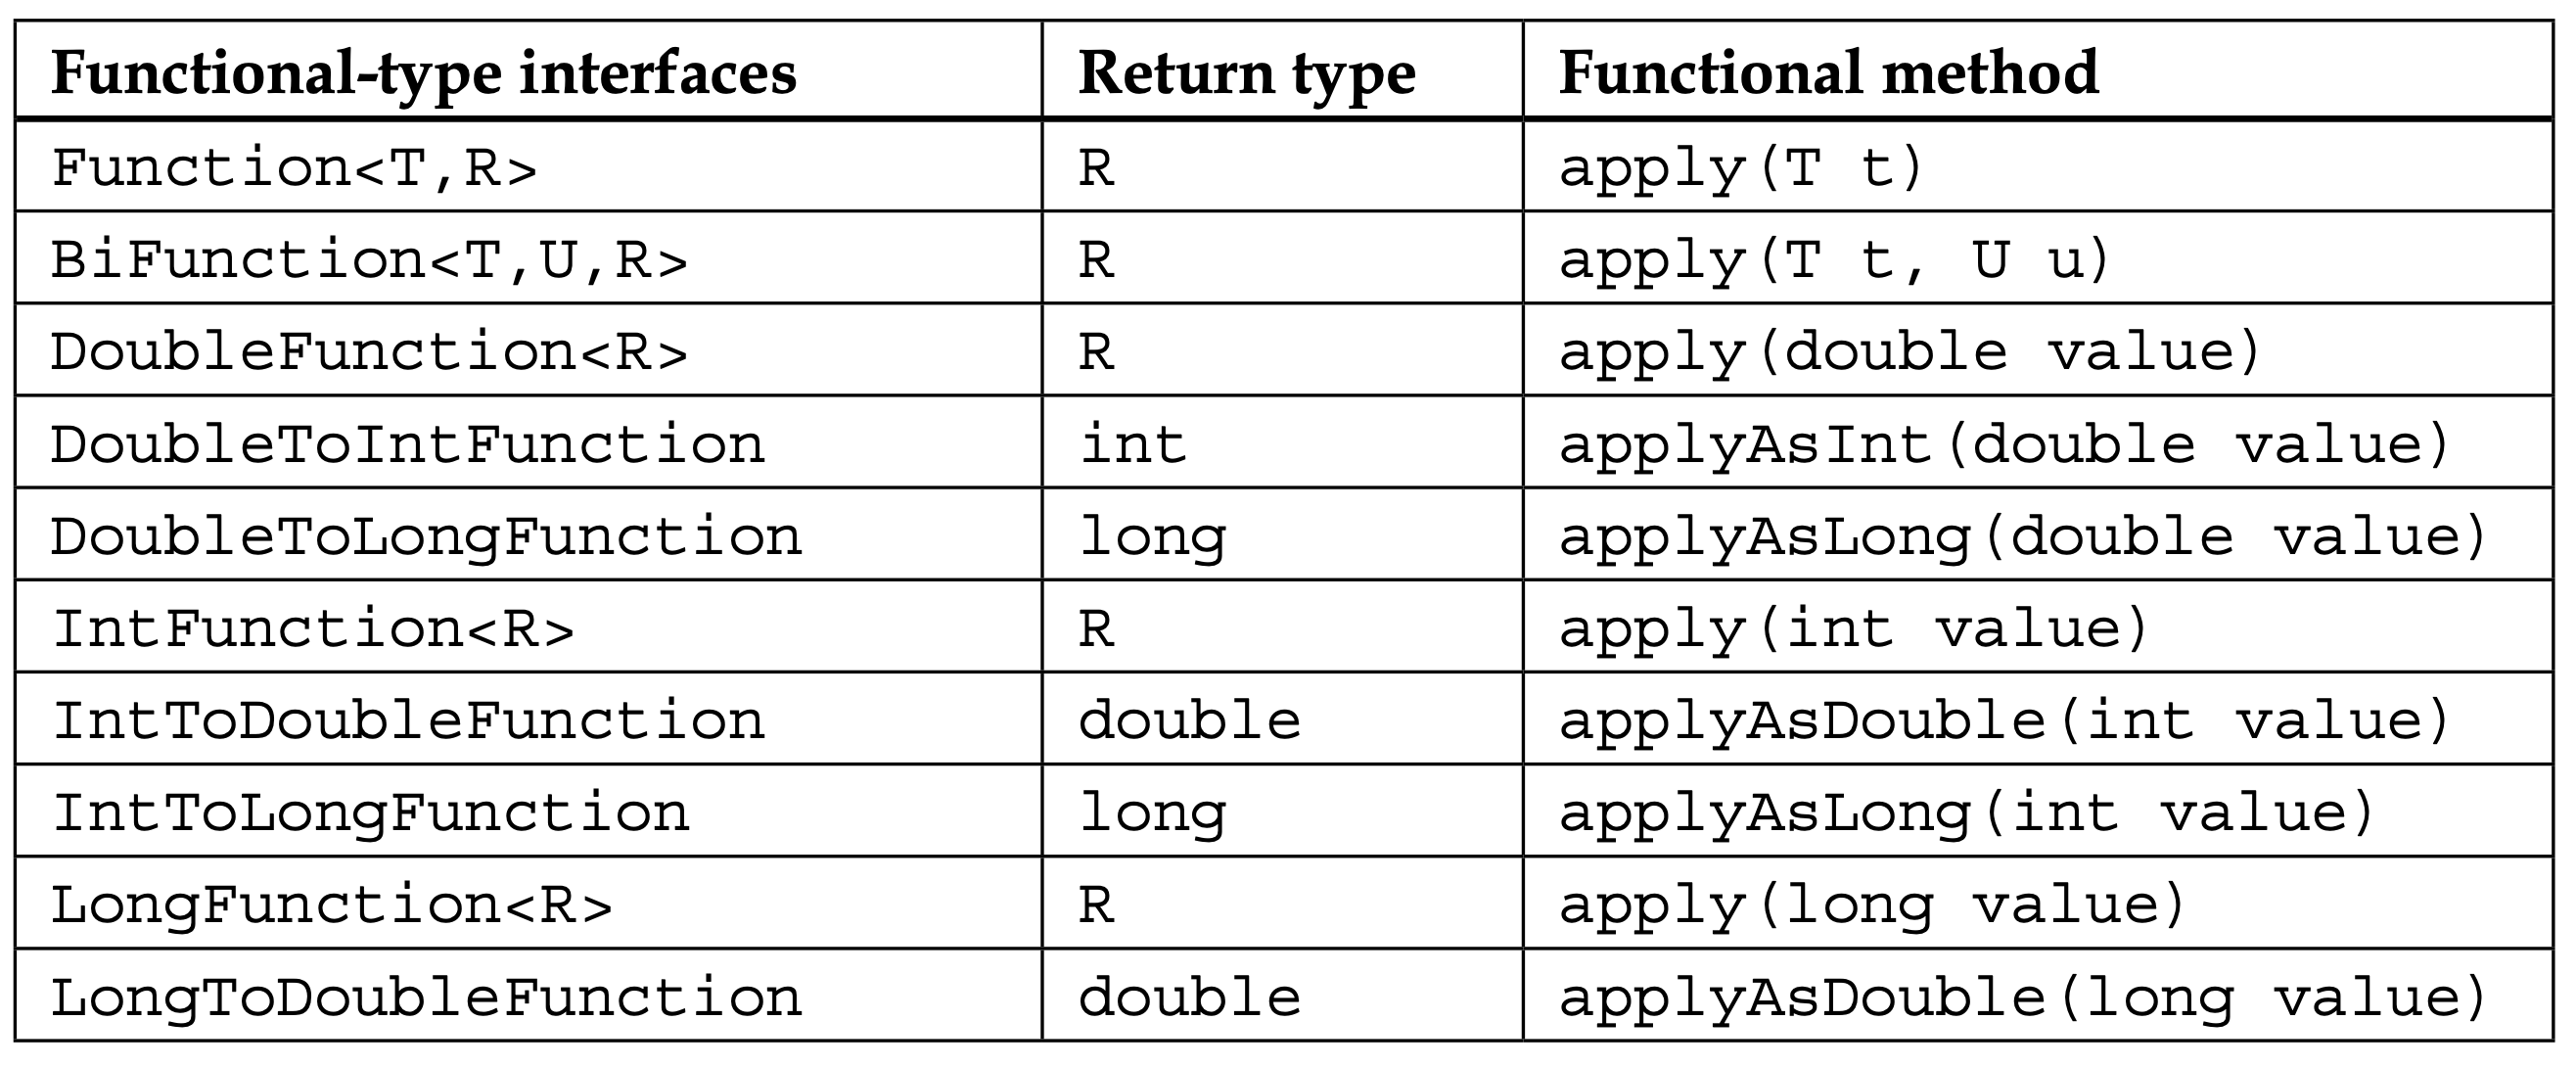 Functional-type interfaces Return type Functional method
Function<T,R> R apply(T t)
BiFunction<T,U,R> R apply(T t, U u)
DoubleFunction<R> R apply(double value)
DoubleToIntFunction int applyAsInt(double value)
DoubleToLongFunction long applyAsLong(double value)
IntFunction<R> R apply(int value)
IntToDoubleFunction double applyAsDouble(int value)
IntToLongFunction long applyAsLong(int value)
LongFunction<R> R apply(long value)
LongToDoubleFunction double applyAsDouble(long value)